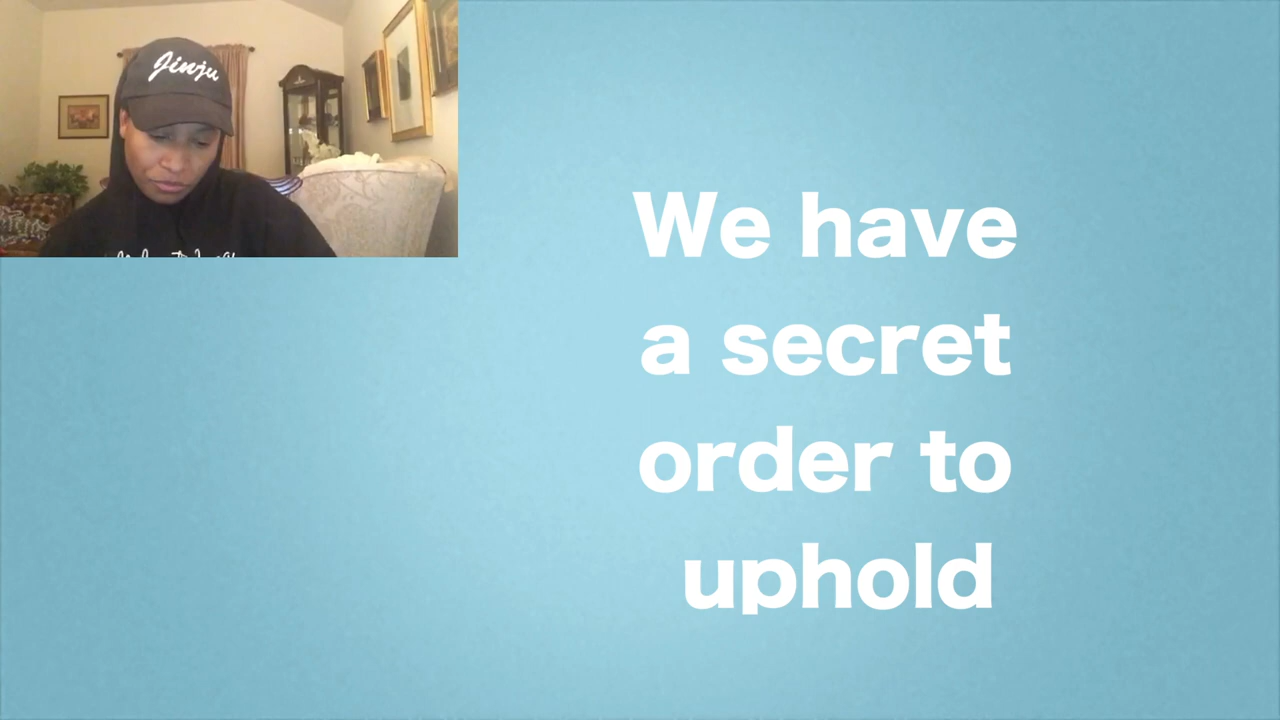 Jinju
We have
a secret
order to
uphold